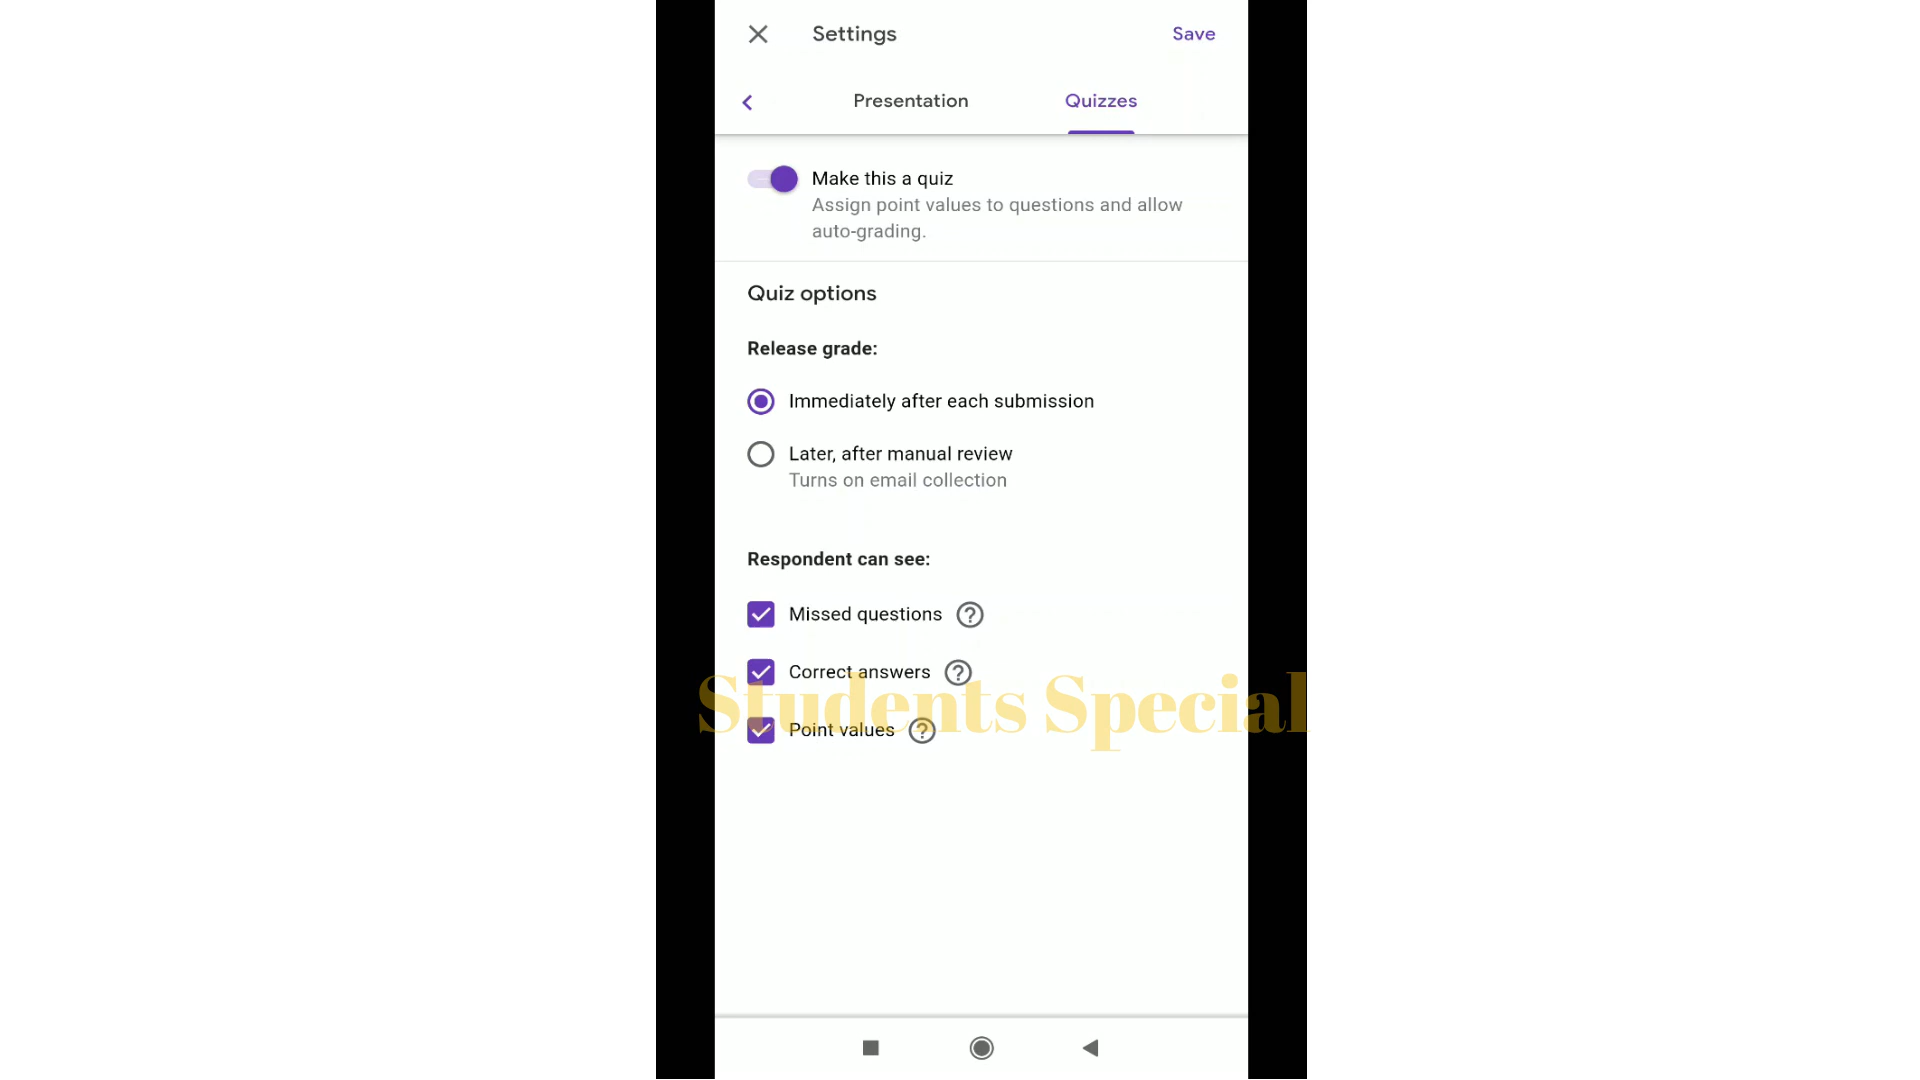 Settings
Save
Presentation
Quizzes
Make this a quiz
Assign point values to questions and allow
auto-grading.
Quiz options
Release grade:
Immediately after each submission
Later, after manual review
Turns on email collection
Respondent can see:
Missed questions
Correct answers
Students Special
Point values